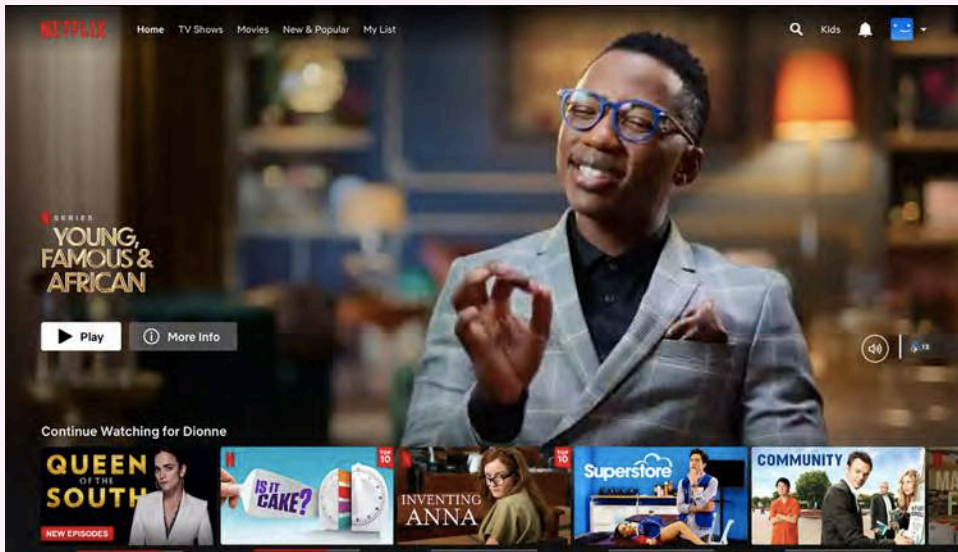 NETFLIX
Home TV Shows Movies New & Popular My List
Kids
SERIES
YOUNG,
FAMOUS &
AFRICAN
Play
More Info
Continue Watching for Dionne
QUEEN
OF THE
SOUTH
NEW EPISODES
IS IT
CAKE?
TOP
10
INVENTING
ANNA
TOP
10
Superstore
COMMUNITY